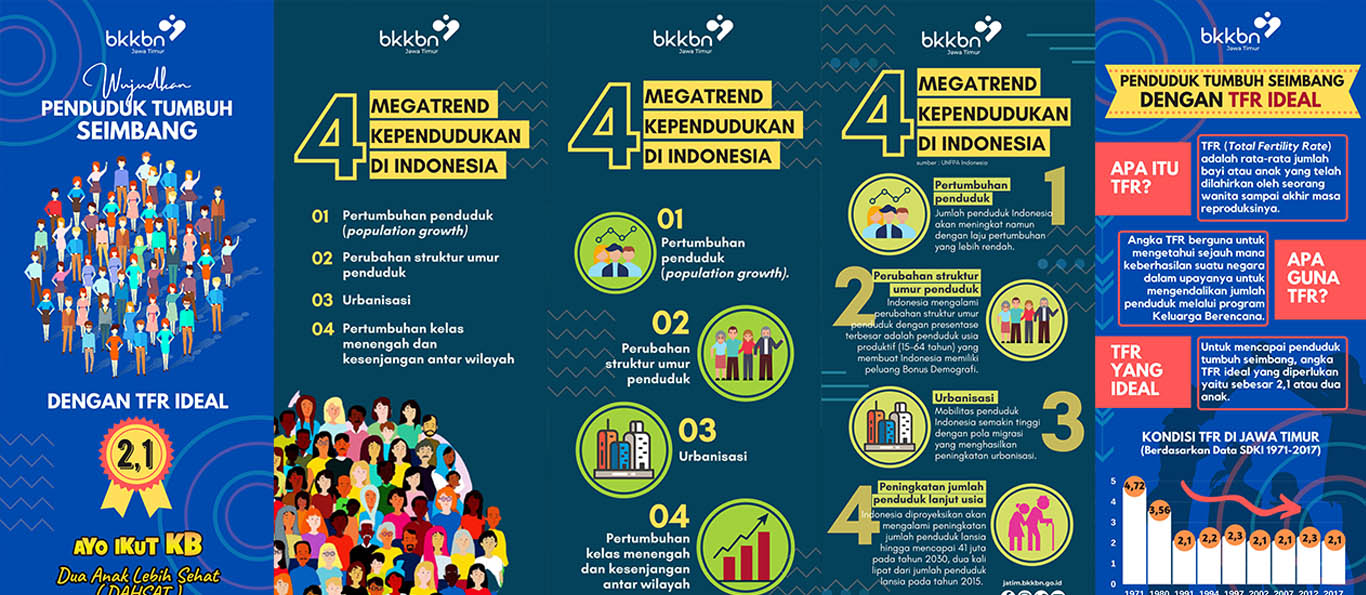 bkkbn
Jawa Timur
Wujudkan
PENDUDUK TUMBUH
SEIMBANG
DENGAN TFR IDEAL
2,1
AYO IKUT KB
Dua Anak Lebih Sehat
(DAHSAT)
bkkbn
Jawa Timur
4
MEGATREND
KEPENDUDUKAN
DI INDONESIA
01 Pertumbuhan penduduk
(population growth)
02 Perubahan struktur umur
penduduk
03 Urbanisasi
04 Pertumbuhan kelas
menengah dan
kesenjangan antar wilayah
bkkbn
Jawa Timur
4
MEGATREND
KEPENDUDUKAN
DI INDONESIA
01
Pertumbuhan
penduduk
(population growth).
02
Perubahan
struktur umur
penduduk
03
Urbanisasi
04
Pertumbuhan
kelas menengah
dan kesenjangan
antar wilayah
bkkbn
Jawa Timur
4
MEGATREND
KEPENDUDUKAN
DI INDONESIA
sumber : UNFPA Indonesia
1
Pertumbuhan
penduduk
Jumlah penduduk Indonesia
akan meningkat namun
dengan laju pertumbuhan
yang lebih rendah.
2
Perubahan struktur
umur penduduk
Indonesia mengalami
perubahan struktur umur
penduduk dengan presentase
terbesar adalah penduduk usia
produktif (15-64 tahun) yang
membuat Indonesia memiliki
peluang Bonus Demografi.
3
Urbanisasi
Mobilitas penduduk
Indonesia semakin tinggi
dengan pola migrasi
yang menghasilkan
peningkatan urbanisasi.
4
Peningkatan jumlah
penduduk lanjut usia
Indonesia diproyeksikan akan
mengalami peningkatan
jumlah penduduk lansia
hingga mencapai 41 juta
pada tahun 2030, dua kali
lipat dari jumlah penduduk
lansia pada tahun 2015.
jatim.bkkbn.go.id
bkkbn
Jawa Timur
PENDUDUK TUMBUH SEIMBANG
DENGAN TFR IDEAL
APA ITU
TFR?
TFR (Total Fertility Rate)
adalah rata-rata jumlah
bayi atau anak yang telah
dilahirkan oleh seorang
wanita sampai akhir masa
reproduksinya.
Angka TFR berguna untuk
mengetahui sejauh mana
keberhasilan suatu negara
dalam upayanya untuk
mengendalikan jumlah
penduduk melalui program
Keluarga Berencana.
APA
GUNA
TFR?
TFR
YANG
IDEAL
Untuk mencapai penduduk
tumbuh seimbang, angka
TFR ideal yang diperlukan
yaitu sebesar 2,1 atau dua
anak.
KONDISI TFR DI JAWA TIMUR
(Berdasarkan Data SDKI 1971-2017)
5
4
3
2
1
0
4,72
3,56
2,1
2,2
2,3
2,1
2,1
2,3
2,1
1971 1980 1991 1994 1997 2002 2007 2012 2017